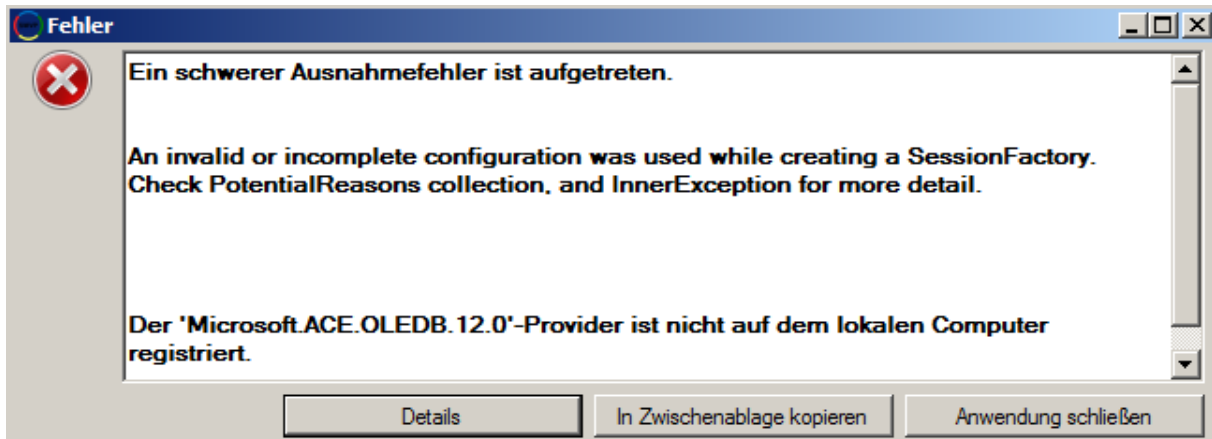 Fehler
Ein schwerer Ausnahmefehler ist aufgetreten.
An invalid or incomplete configuration was used while creating a SessionFactory.
Check PotentialReasons collection, and InnerException for more detail.
Der 'Microsoft.ACE.OLEDB.12.0'-Provider ist nicht auf dem lokalen Computer
registriert.
Details
In Zwischenablage kopieren
Anwendung schließen